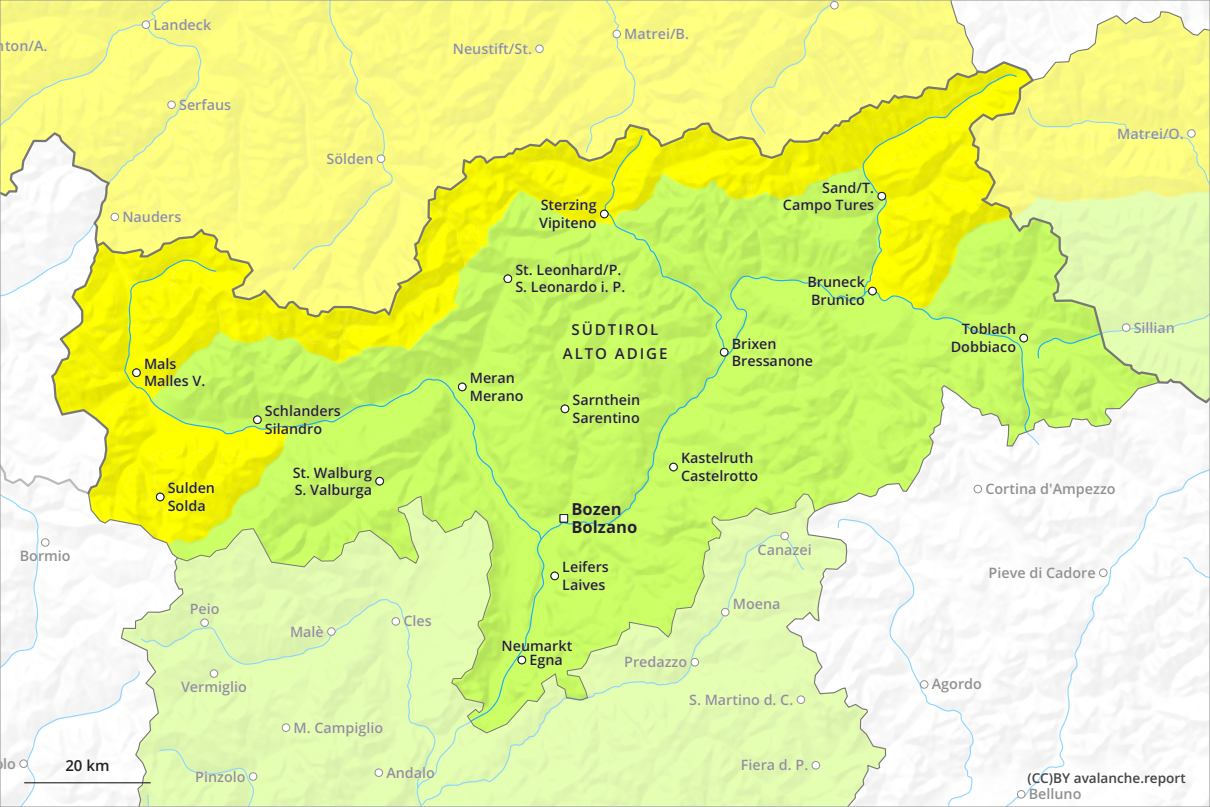 Landeck
nton/A.
Neustift/St.
Matrei/B.
Serfaus
Matrei/O.
Sölden
Nauders
Sand/T.
Campo Tures
Sterzing
Vipiteno
St. Leonhard/P.
S. Leonardo i. P.
Bruneck
Brunico
SÜDTIROL
ALTO ADIGE
Toblach
Dobbiaco
Sillian
Brixen
Bressanone
Mals
Malles V.
Meran
Merano
Schlanders
Silandro
Sarnthein
Sarentino
Kastelruth
Castelrotto
St. Walburg
S. Valburga
Sulden
Solda
Cortina d'Ampezzo
Bozen
Bolzano
Bormio
Canazei
Leifers
Laives
Pieve di Cadore
Peio
Moena
Cles
Malè
Neumarkt
Egna
Predazzo
Vermiglio
Agordo
S. Martino d. C.
M. Campiglio
20 km
olo
Pinzolo
Andalo
Fiera d. P.
(CC)BY avalanche.report
Belluno